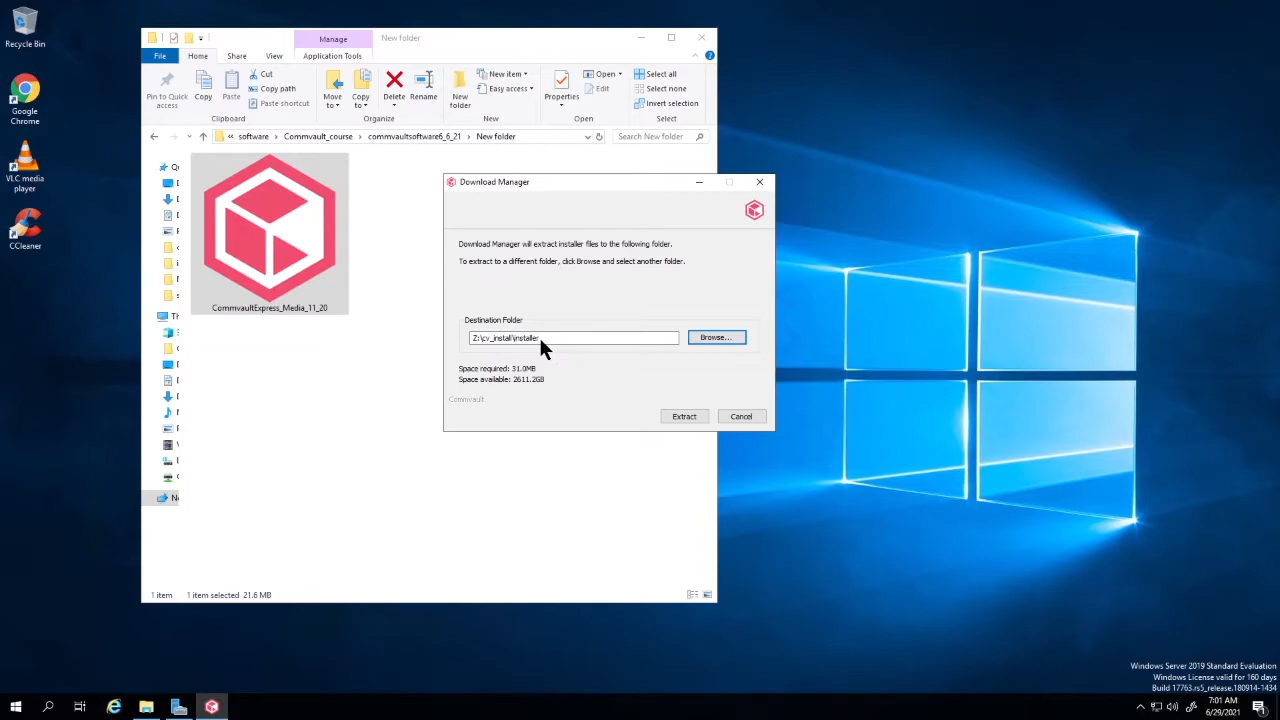 Recycle Bin
Google
Chrome
VLC media
player
CCleaner
Manage
New folder
File
Home
Share
View
Application Tools
Pin to Quick
access
Copy
Paste
Cut
Copy path
Paste shortcut
Clipboard
Move
to
Copy
to
Delete
Rename
Organize
New
folder
New item
Easy access
New
Properties
Open
Edit
Open
Select all
Select none
Invert selection
Select
« software > Commvault_course > commvaultsoftware6_6_21 > New folder
Search New folder
CommvaultExpress_Media_11_20
Download Manager
Download Manager will extract installer files to the following folder.
To extract to a different folder, click Browse and select another folder.
Destination Folder
Z:\cv_install\installer
Browse...
Space required: 31.0MB
Space available: 2611.2GB
Commvault
Extract
Cancel
1 item
1 item selected 21.6 MB
Windows Server 2019 Standard Evaluation
Windows License valid for 160 days
Build 17763.rs5_release.180914-1434
7:01 AM
6/29/2021
1